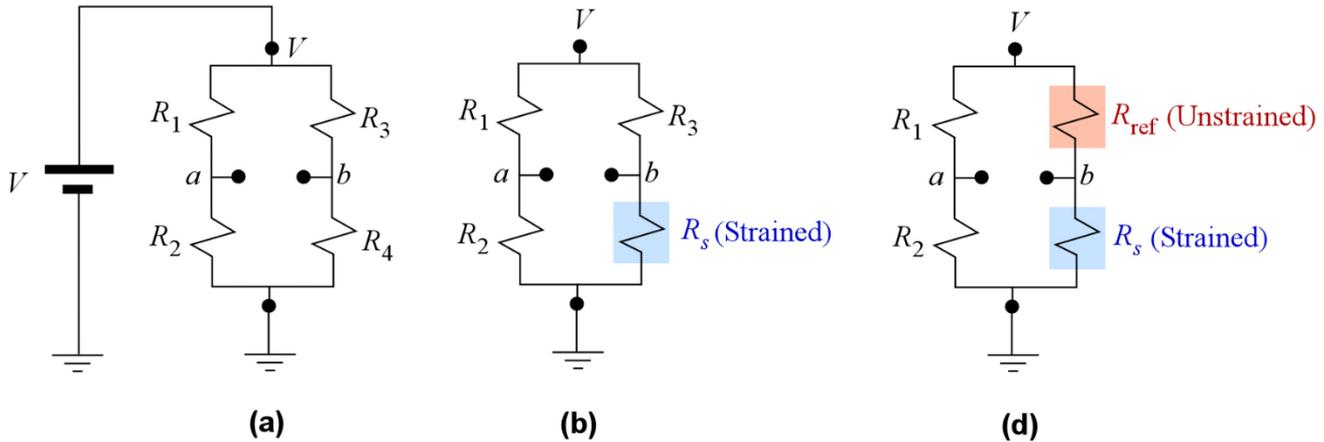 V
V
R1
R3
a
b
R2
R4
(a)
V
R1
R3
a
b
R2
Rs (Strained)
(b)
V
R1
Rref (Unstrained)
a
b
R2
Rs (Strained)
(d)